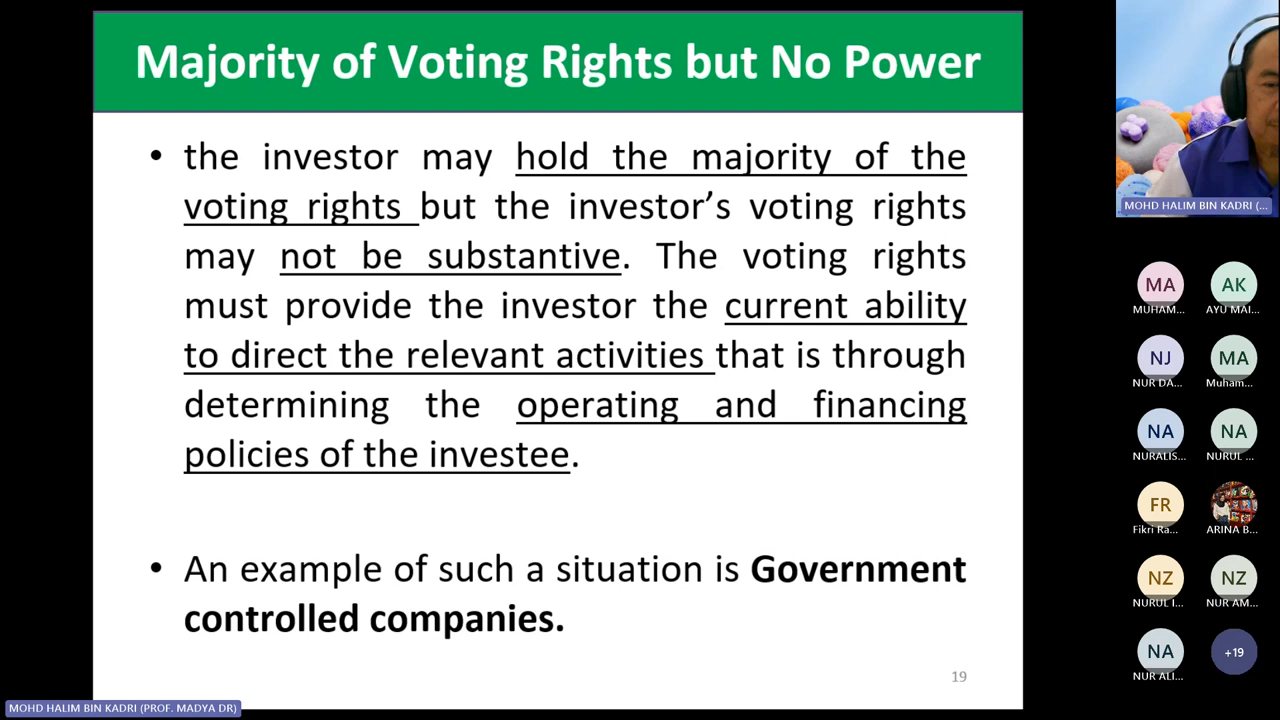 Majority of Voting Rights but No Power
• the investor may hold the majority of the
voting rights but the investor’s voting rights
may not be substantive. The voting rights
must provide the investor the current ability
to direct the relevant activities that is through
determining the operating and financing
policies of the investee.
• An example of such a situation is Government
controlled companies.
19
MOHD HALIM BIN KADRI (PROF. MADYA DR)
MOHD HALIM BIN KADRI (...
MA
MUHAM...
AK
AYU MAI...
NJ
NUR DA...
MA
Muham...
NA
NURALIS...
NA
NURUL ...
FR
Fikri Ra...
ARINA B...
NZ
NURUL I...
NZ
NUR AM...
NA
NUR ALI...
+19